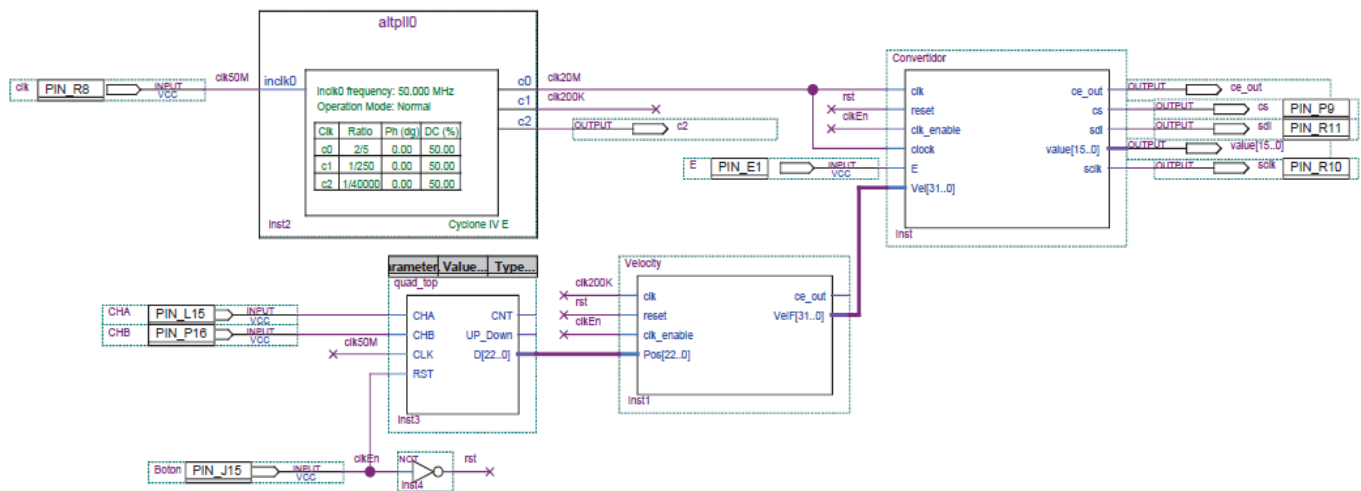 altpll0
clk PIN_R8 INPUT VCC clk50M inclk0
Inclk0 frequency: 50.000 MHz
Operation Mode: Normal
Clk Ratio Ph (dg) DC (%)
c0 2/5 0.00 50.00
c1 1/250 0.00 50.00
c2 1/40000 0.00 50.00
Inst2 Cyclone IV E
c0 clk20M
c1 clk200K
c2 OUTPUT c2
Convertidor
clk ce_out OUTPUT ce_out
rst reset cs OUTPUT cs PIN_P9
clkEn clk_enable sdi OUTPUT sdi PIN_R11
clock value[15..0] OUTPUT value[15..0]
E PIN_E1 INPUT VCC E sclk OUTPUT sclk PIN_R10
Vel[31..0]
Inst
arameter Value... Type...
quad_top
CHA PIN_L15 INPUT VCC CHA CNT
CHB PIN_P16 INPUT VCC CHB UP_Down
clk50M CLK D[22..0]
RST
Inst3
Velocity
clk200K clk ce_out
rst reset VelF[31..0]
clkEn clk_enable
Pos[22..0]
Inst1
Boton PIN_J15 INPUT VCC clkEn NOT rst
Inst4